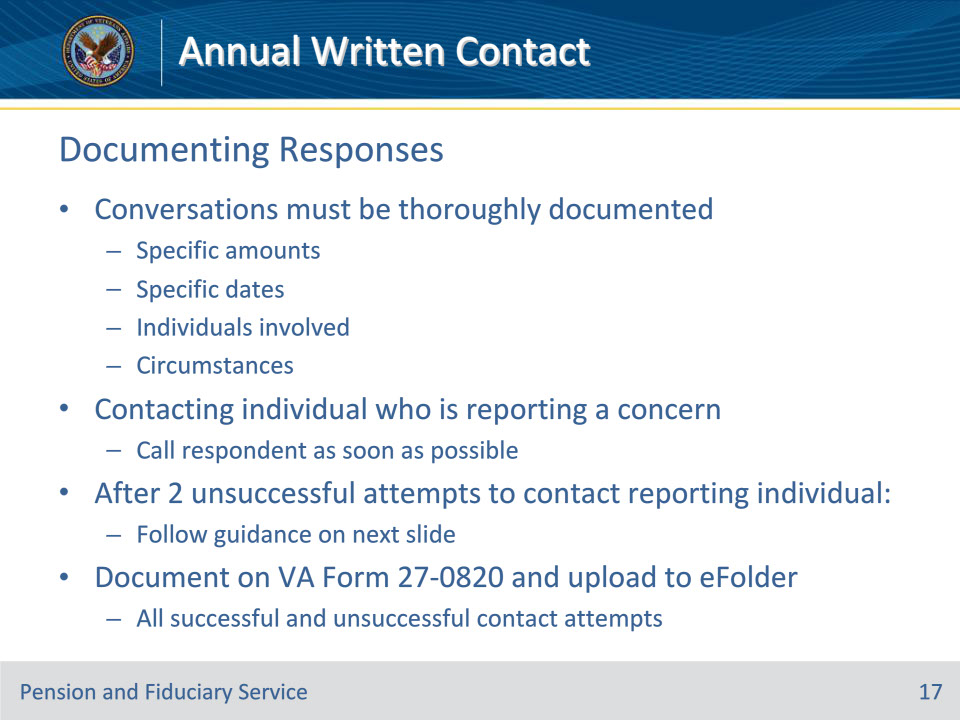 Annual Written Contact
Documenting Responses
• Conversations must be thoroughly documented
– Specific amounts
– Specific dates
– Individuals involved
– Circumstances
• Contacting individual who is reporting a concern
– Call respondent as soon as possible
• After 2 unsuccessful attempts to contact reporting individual:
– Follow guidance on next slide
• Document on VA Form 27-0820 and upload to eFolder
– All successful and unsuccessful contact attempts
Pension and Fiduciary Service
17